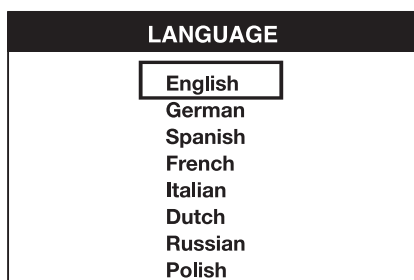 LANGUAGE
English
German
Spanish
French
Italian
Dutch
Russian
Polish